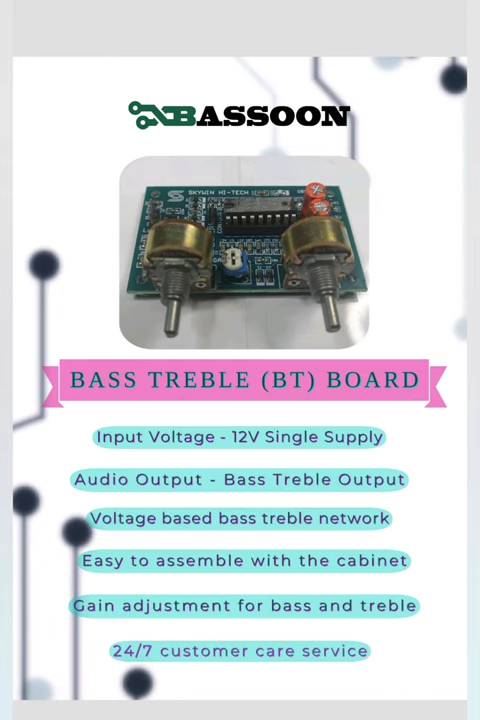 BASSOON
SKYWIN HI-TECH
BASS TREBLE (BT) BOARD
Input Voltage - 12V Single Supply
Audio Output - Bass Treble Output
Voltage based bass treble network
Easy to assemble with the cabinet
Gain adjustment for bass and treble
24/7 customer care service